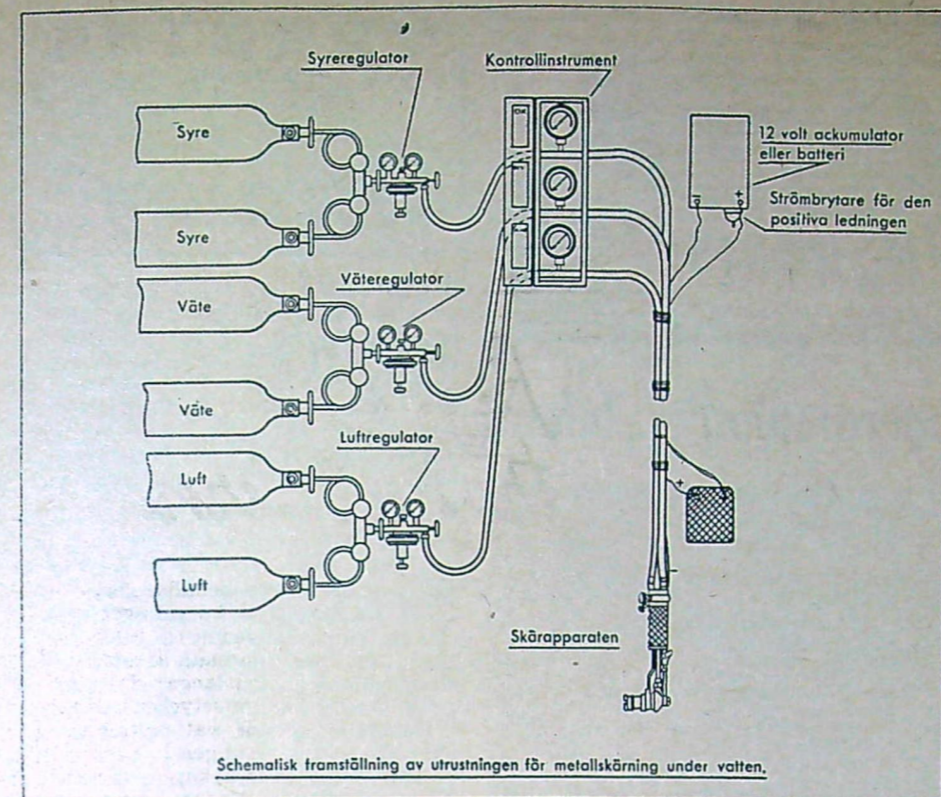 Syreregulator
Kontrollinstrument
Syre
12 volt ackumulator
eller batteri
Strömbrytare för den
positiva ledningen
+
Syre
Väteregulator
Väte
Väte
Luftregulator
Luft
+
Luft
-
Skärapparaten
Schematisk framställning av utrustningen för metallskärning under vatten.